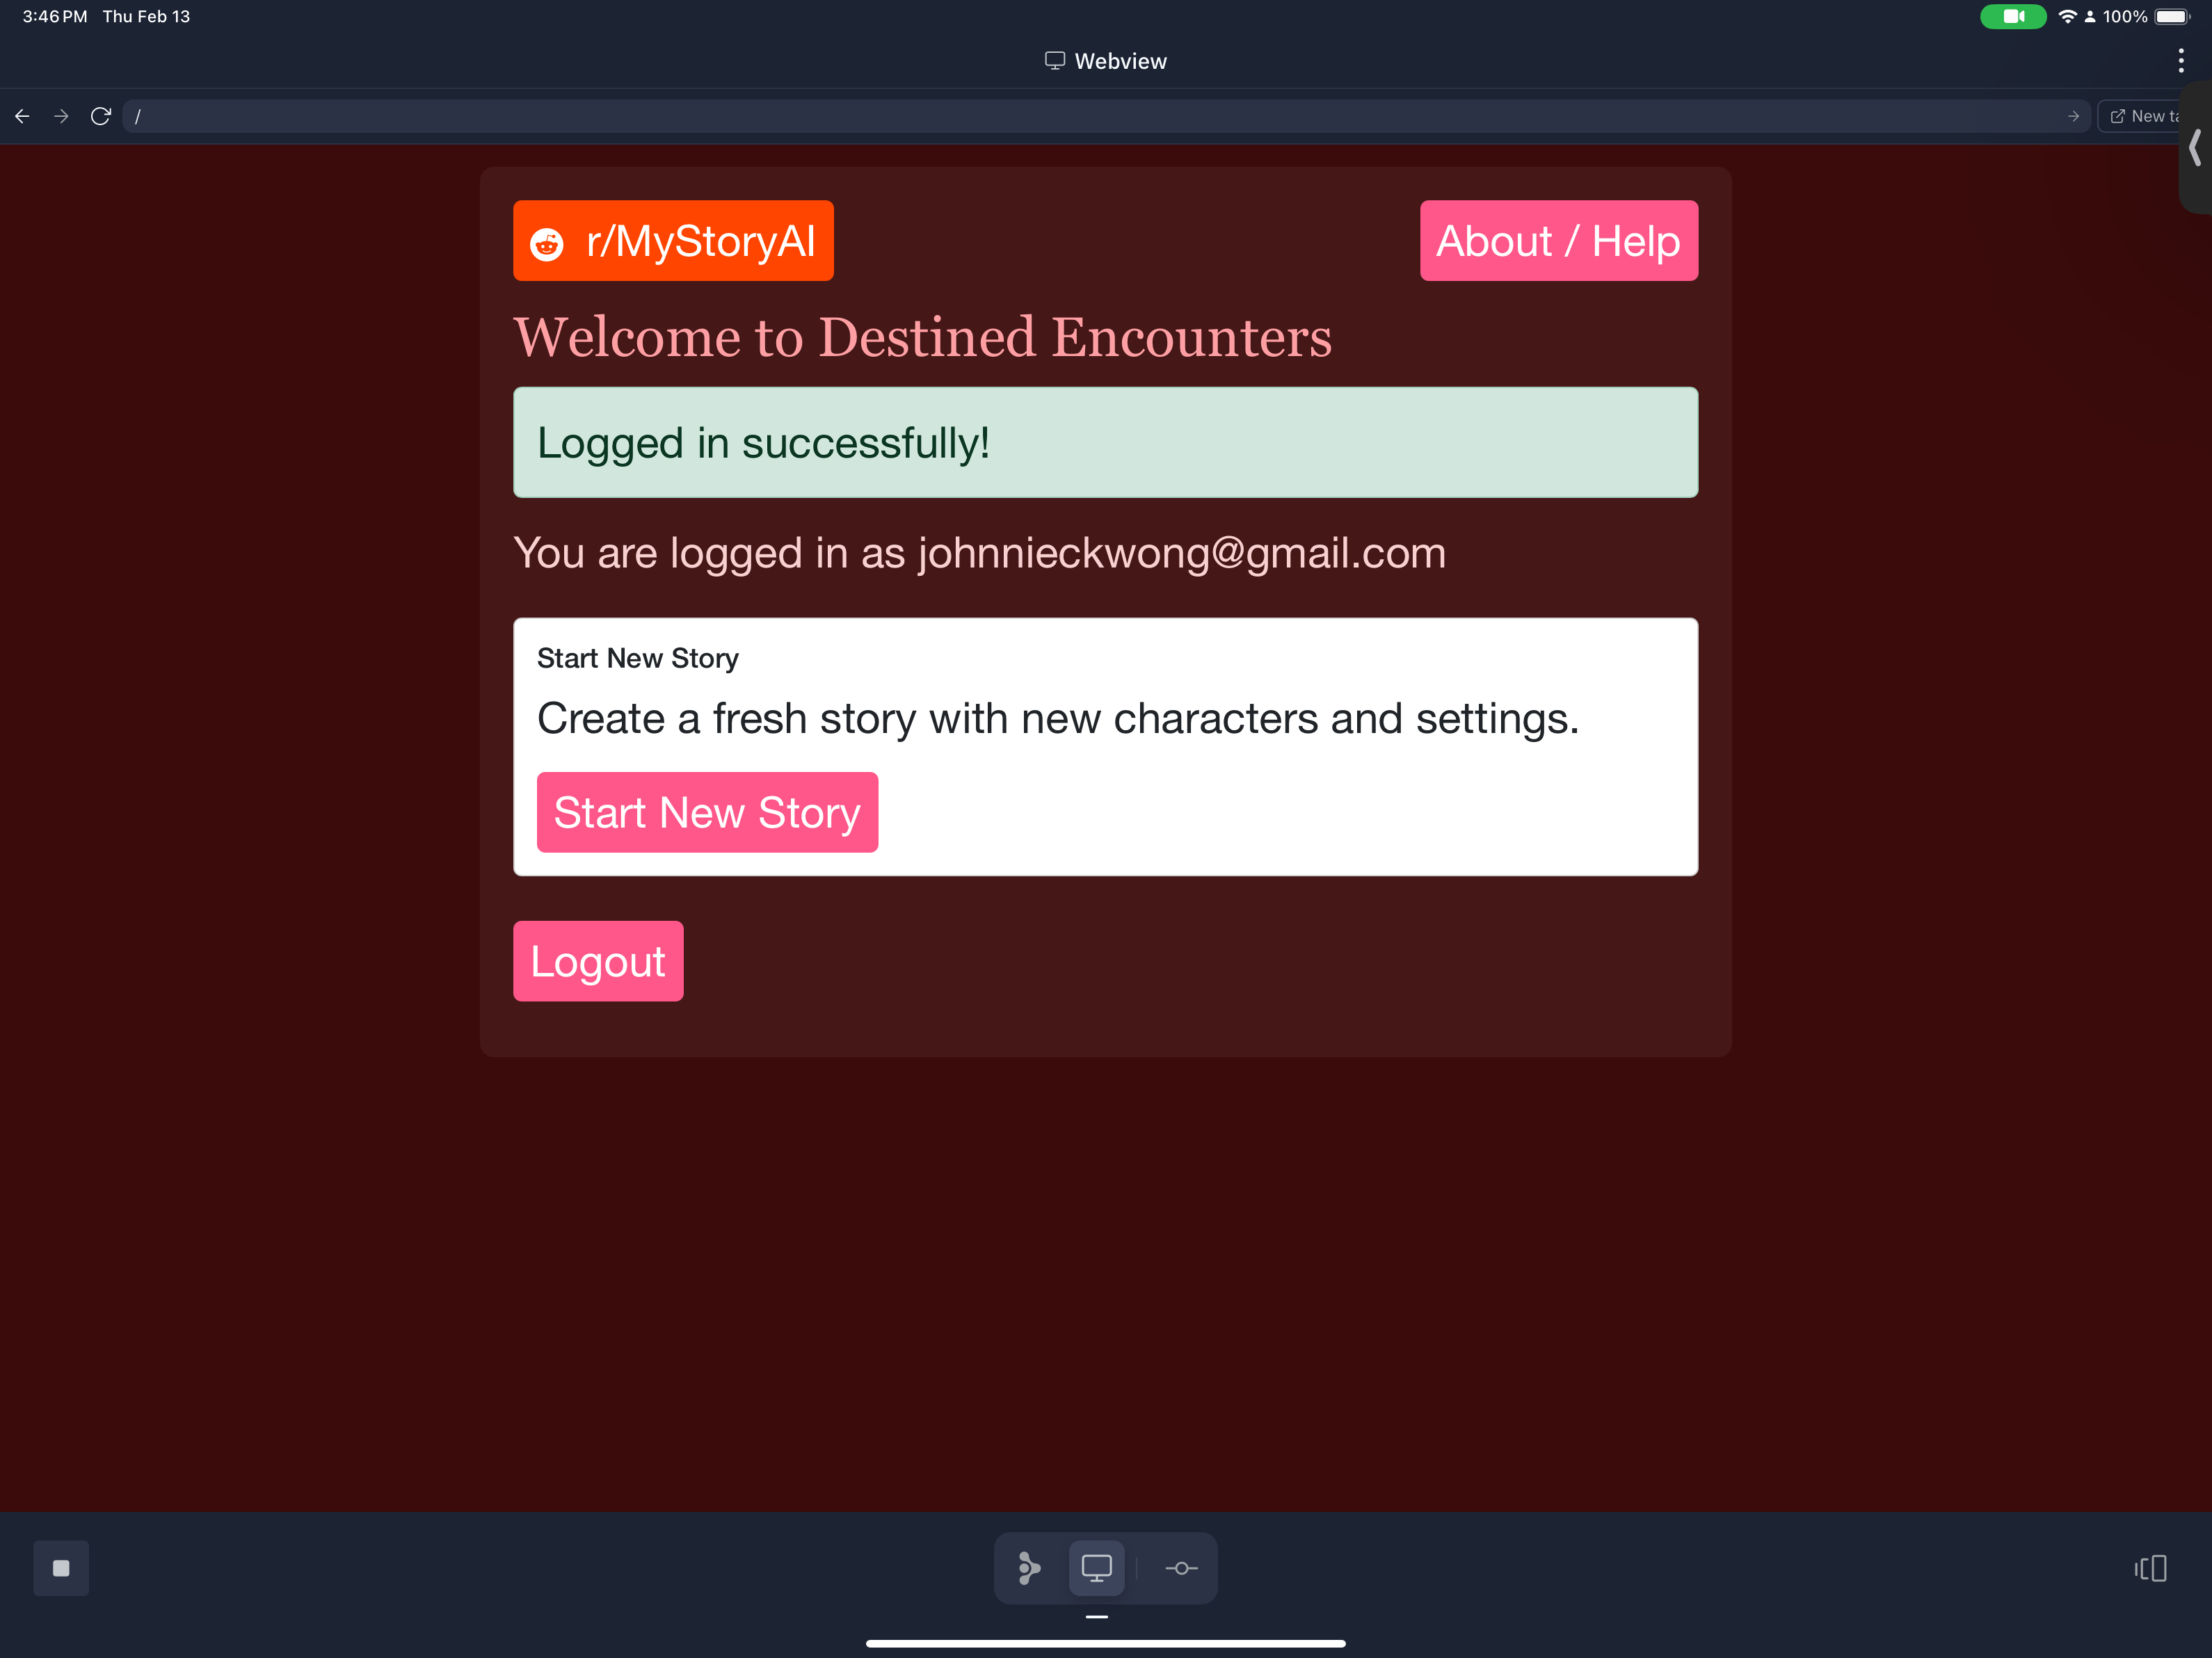 3:46 PM Thu Feb 13
100%
Webview
/
New ta
r/MyStoryAI
About / Help
Welcome to Destined Encounters
Logged in successfully!
You are logged in as johnnieckwong@gmail.com
Start New Story
Create a fresh story with new characters and settings.
Start New Story
Logout